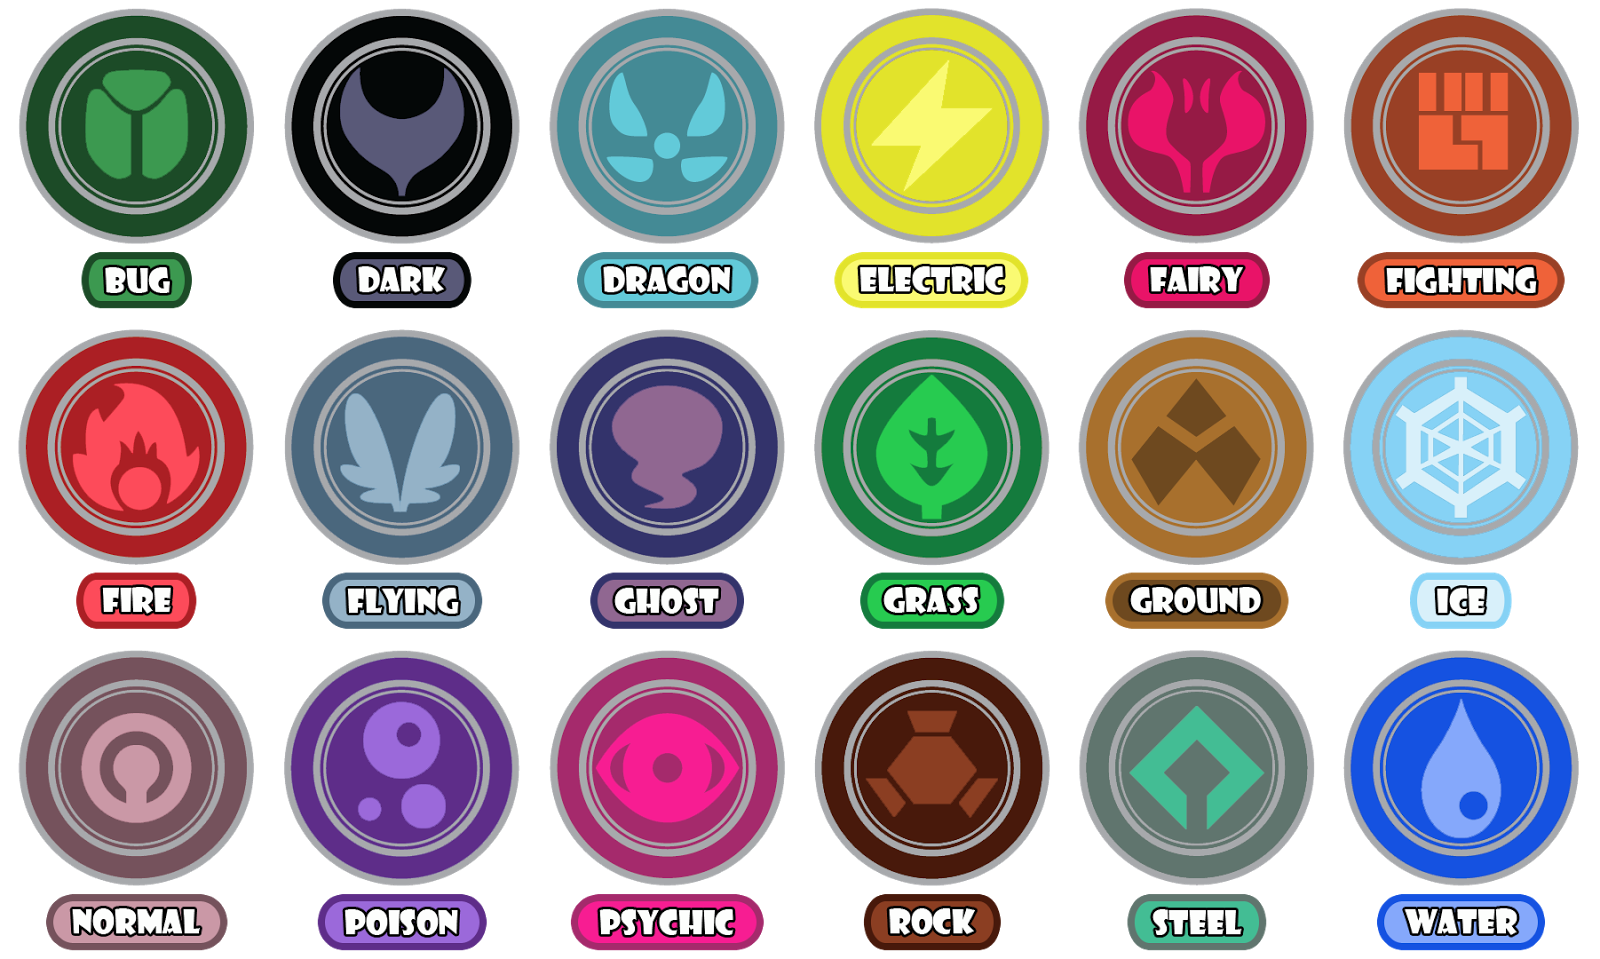 BUG
DARK
DRAGON
ELECTRIC
FAIRY
FIGHTING
FIRE
FLYING
GHOST
GRASS
GROUND
ICE
NORMAL
POISON
PSYCHIC
ROCK
STEEL
WATER